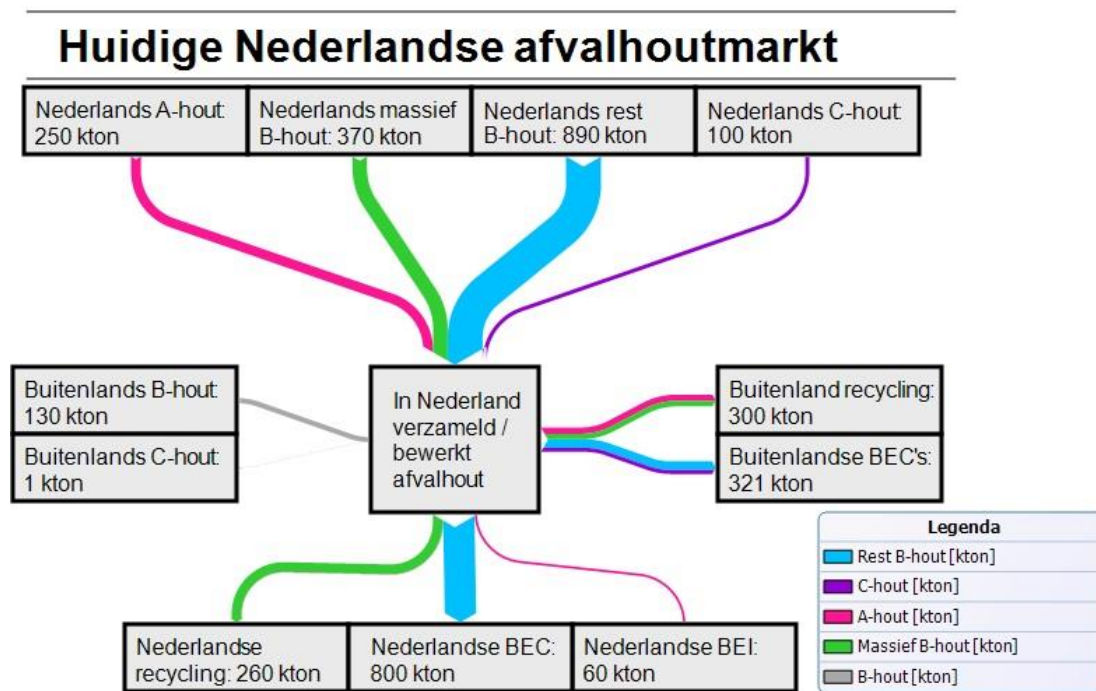 Huidige Nederlandse afvalhoutmarkt
Nederlands A-hout:
250 kton
Nederlands massief
B-hout: 370 kton
Nederlands rest
B-hout: 890 kton
Nederlands C-hout:
100 kton
Buitenlands B-hout:
130 kton
Buitenlands C-hout:
1 kton
In Nederland
verzameld /
bewerkt
afvalhout
Buitenland recycling:
300 kton
Buitenlandse BEC's:
321 kton
Nederlandse
recycling: 260 kton
Nederlandse BEC:
800 kton
Nederlandse BEI:
60 kton
Legenda
Rest B-hout [kton]
C-hout [kton]
A-hout [kton]
Massief B-hout [kton]
B-hout [kton]